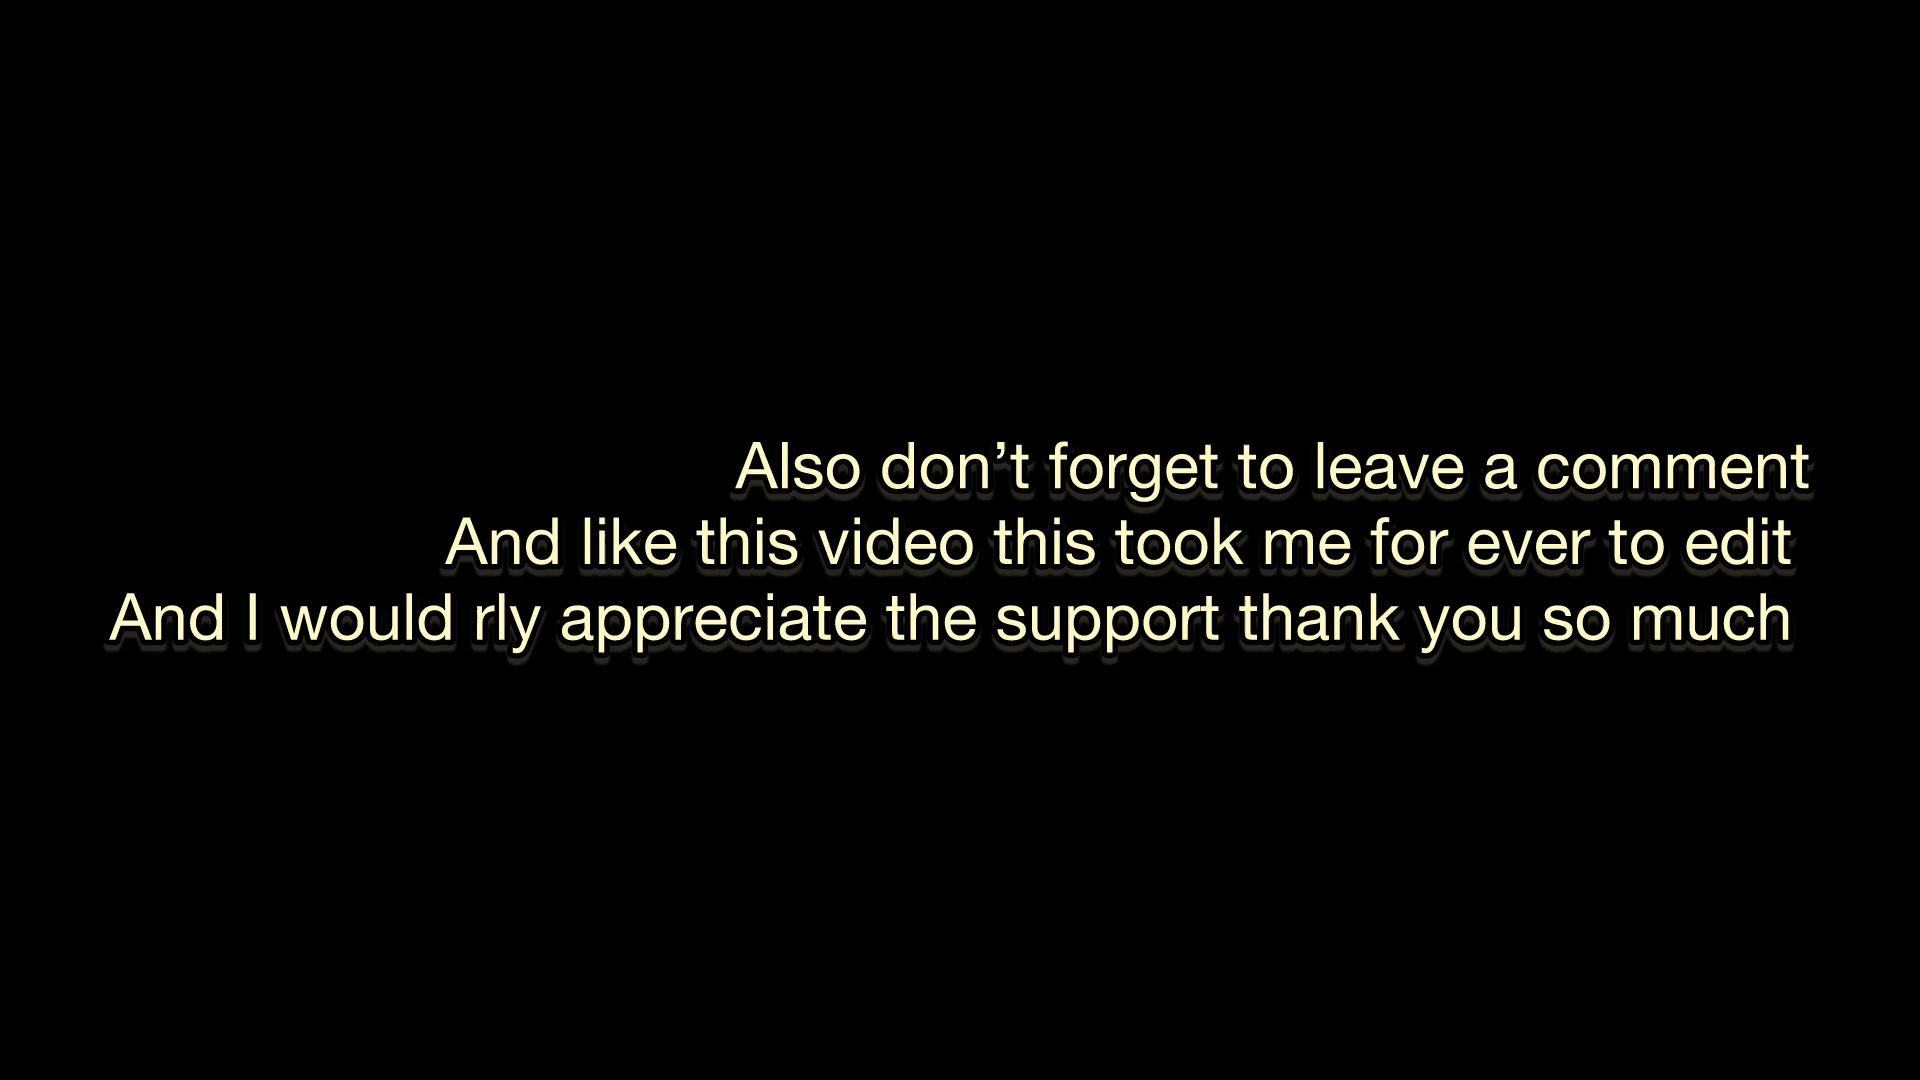 Also don’t forget to leave a comment
And like this video this took me for ever to edit
And I would rly appreciate the support thank you so much